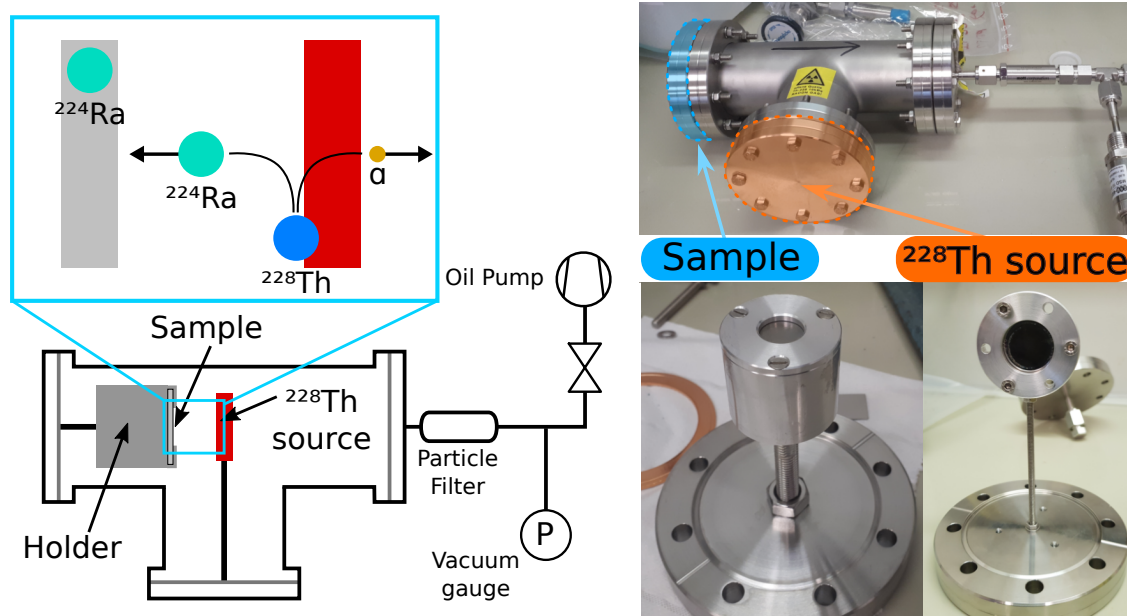 ²²⁴Ra
²²⁴Ra
α
²²⁸Th
Oil Pump
Sample
²²⁸Th
source
Particle
Filter
Holder
Vacuum
gauge
P
Sample
²²⁸Th source